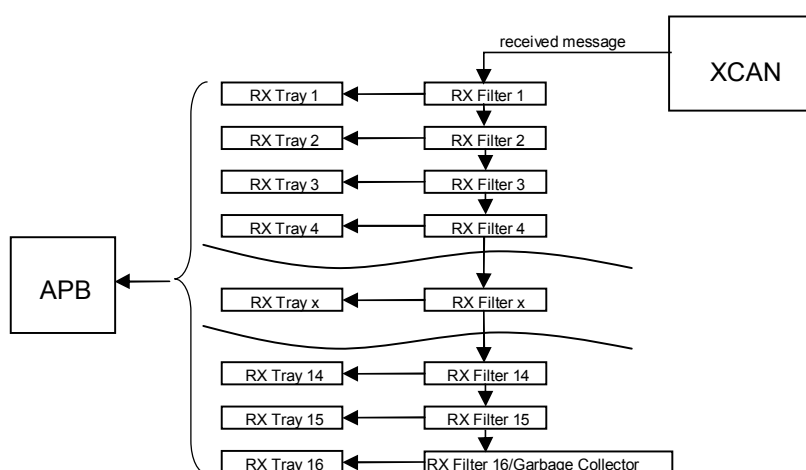 received message
XCAN
RX Tray 1 RX Filter 1
RX Tray 2 RX Filter 2
RX Tray 3 RX Filter 3
RX Tray 4 RX Filter 4
APB
RX Tray x RX Filter x
RX Tray 14 RX Filter 14
RX Tray 15 RX Filter 15
RX Tray 16 RX Filter 16/Garbage Collector